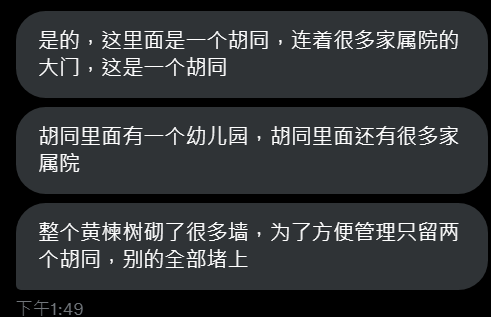 是的，这里面是一个胡同，连着很多家属院的
大门，这是一个胡同
胡同里面有一个幼儿园，胡同里面还有很多家
属院
整个黄楝树砌了很多墙，为了方便管理只留两
个胡同，别的全部堵上
下午1:49